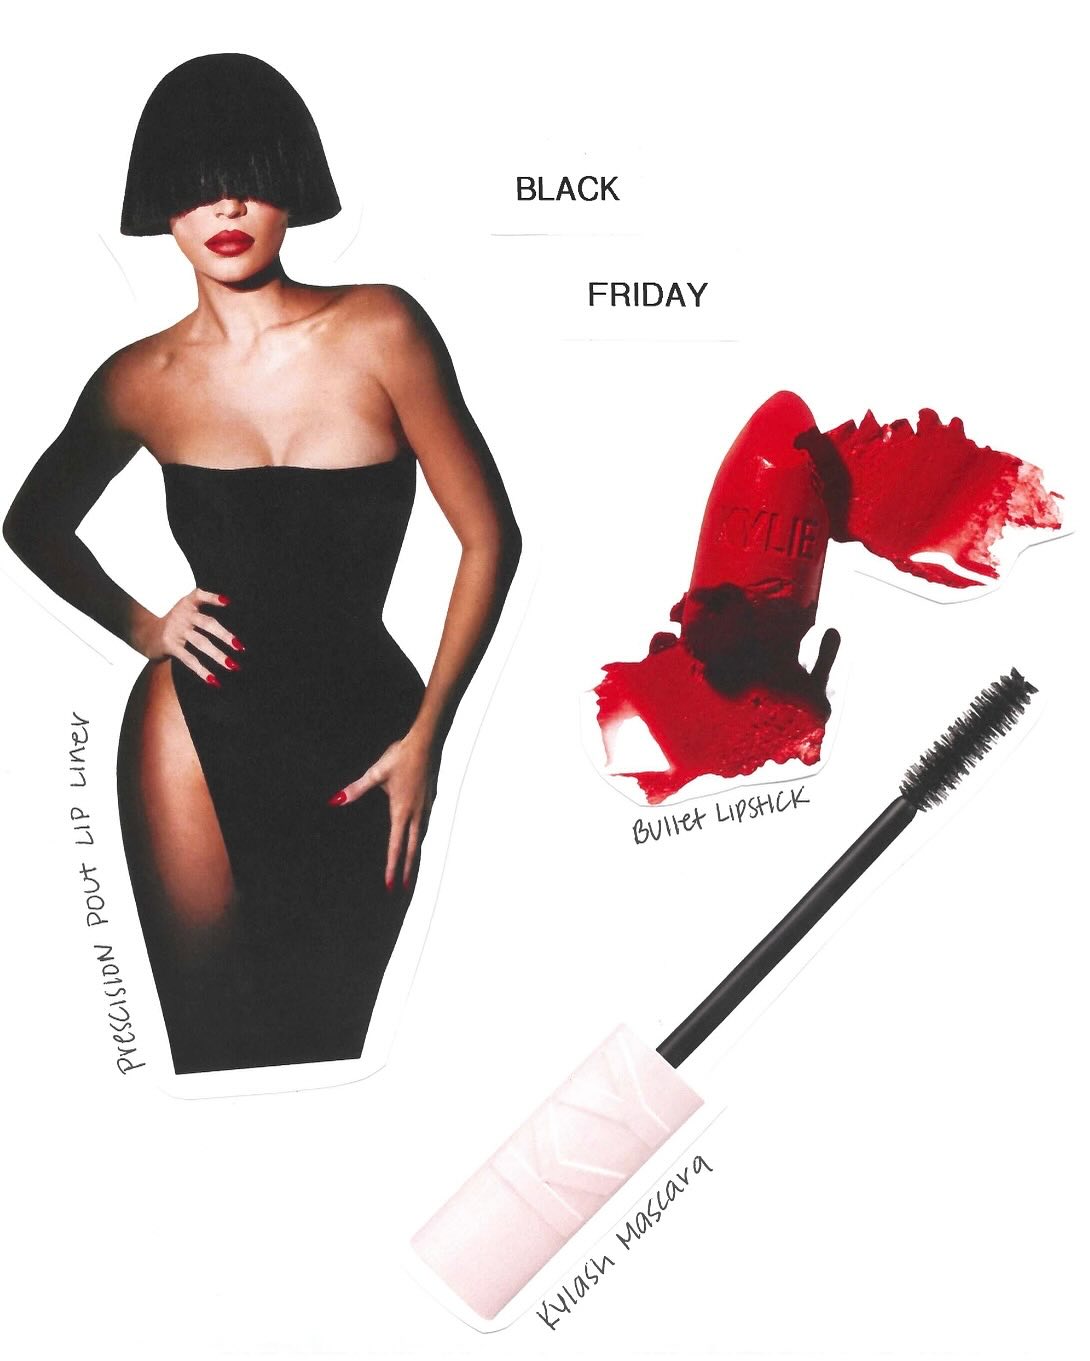 BLACK
FRIDAY
KYLIE
Bullet LIPSTICK
PresCISION POUt LIP LIner
Kylash Mascara